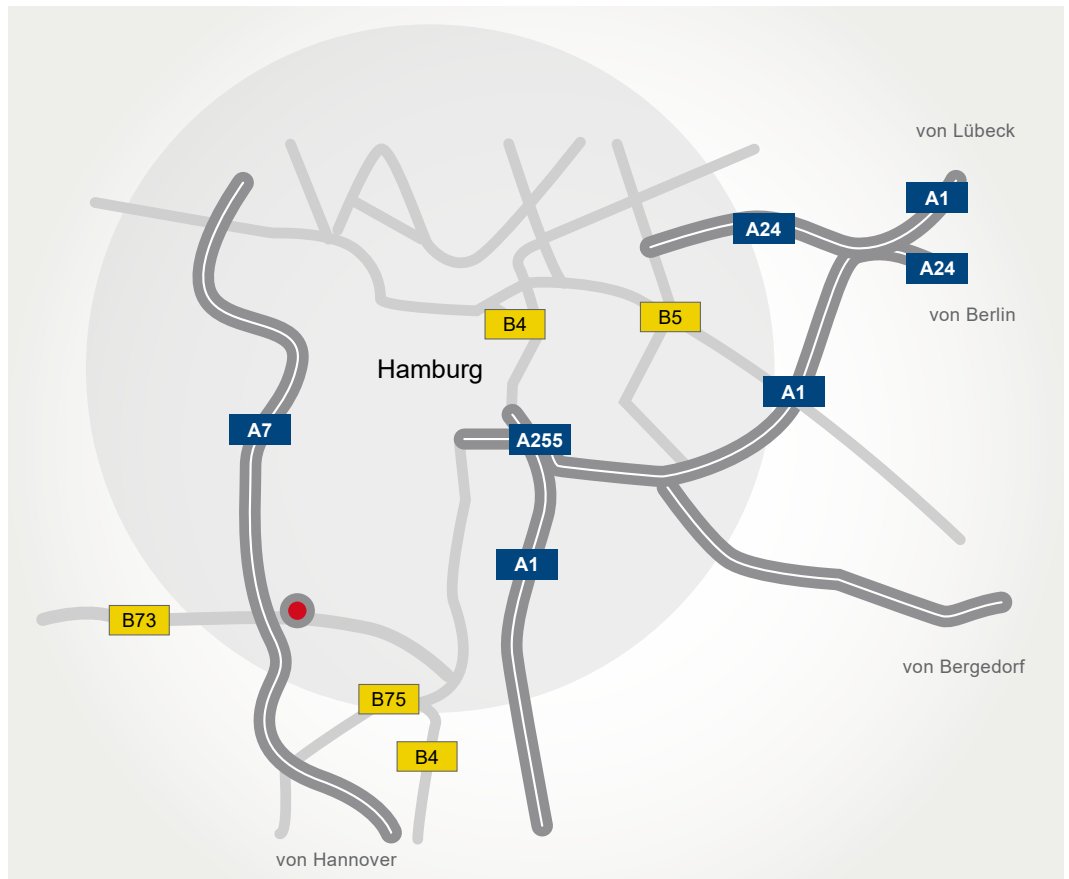 von Lübeck
A1
A24
A24
von Berlin
B4
B5
Hamburg
A1
A7
A255
A1
B73
von Bergedorf
B75
B4
von Hannover